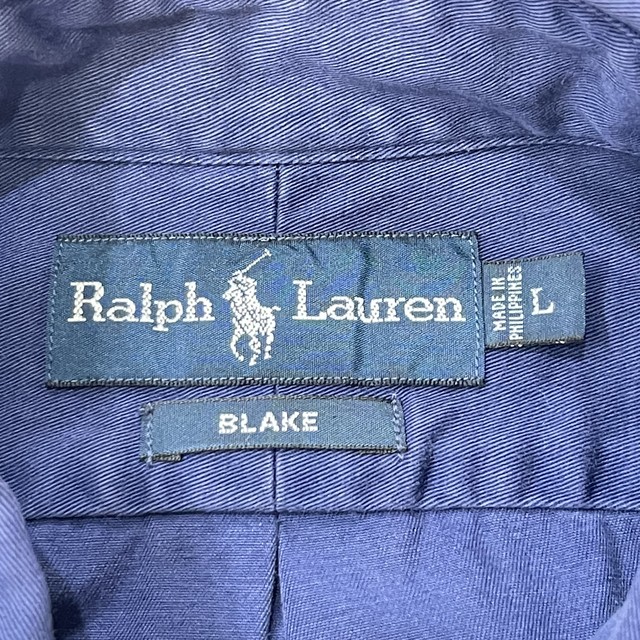 Ralph Lauren
MADE IN
PHILIPPINES
L
BLAKE